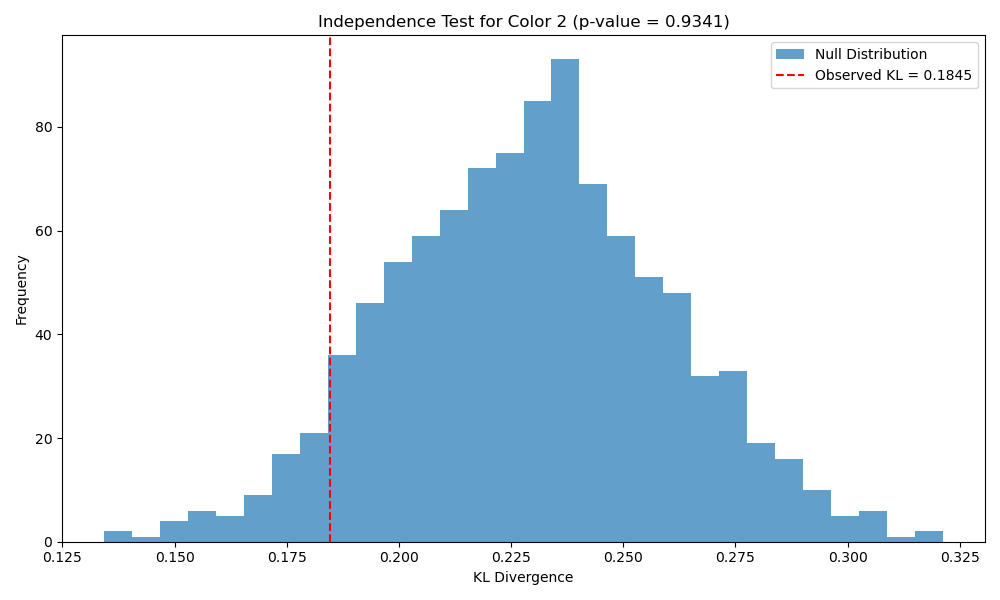 Independence Test for Color 2 (p-value = 0.9341)
Null Distribution
Observed KL = 0.1845
Frequency
80
60
40
20
0
0.125 0.150 0.175 0.200 0.225 0.250 0.275 0.300 0.325
KL Divergence